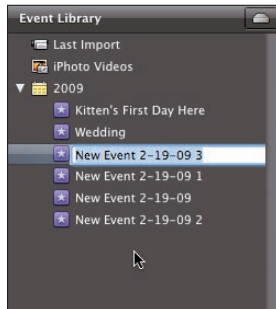 Event Library
Last Import
iPhoto Videos
2009
Kitten's First Day Here
Wedding
New Event 2-19-09 3
New Event 2-19-09 1
New Event 2-19-09
New Event 2-19-09 2